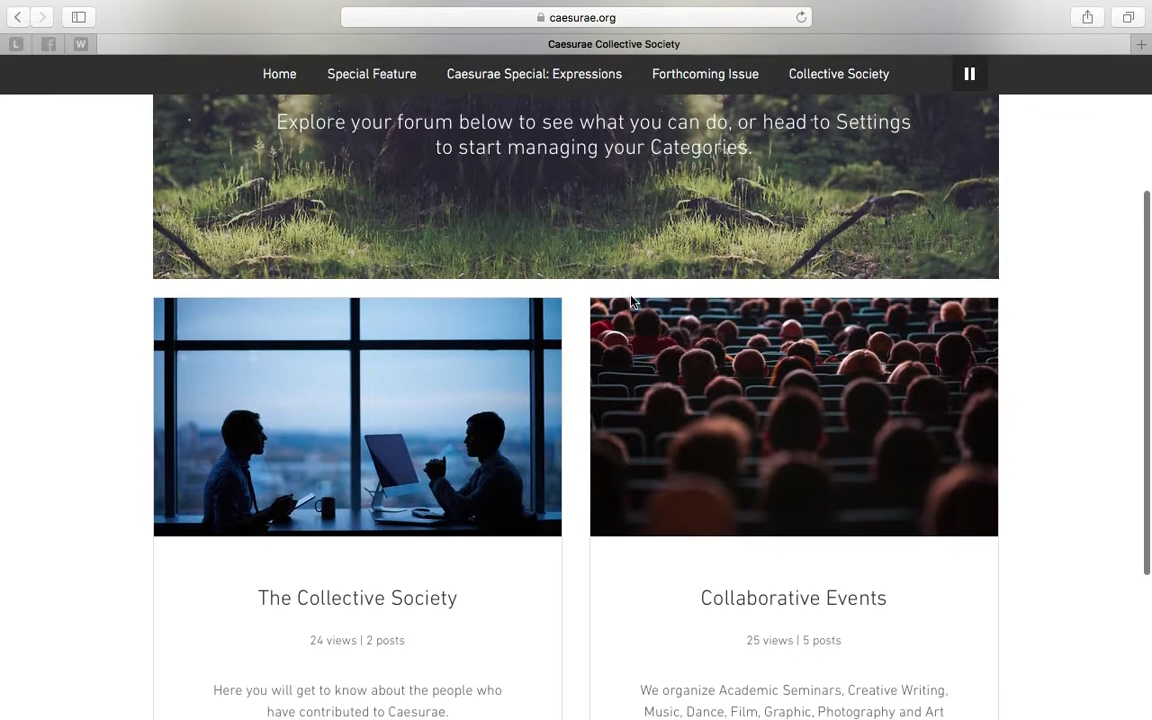 caesurae.org
L
W
Caesurae Collective Society
Home Special Feature Caesurae Special: Expressions Forthcoming Issue Collective Society
Explore your forum below to see what you can do, or head to Settings
to start managing your Categories.
The Collective Society
24 views | 2 posts
Here you will get to know about the people who
have contributed to Caesurae.
Collaborative Events
25 views | 5 posts
We organize Academic Seminars, Creative Writing,
Music, Dance, Film, Graphic, Photography and Art